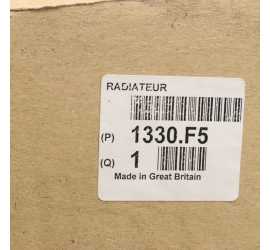 RADIATEUR
(P) 1330.F5
(Q) 1
Made in Great Britain